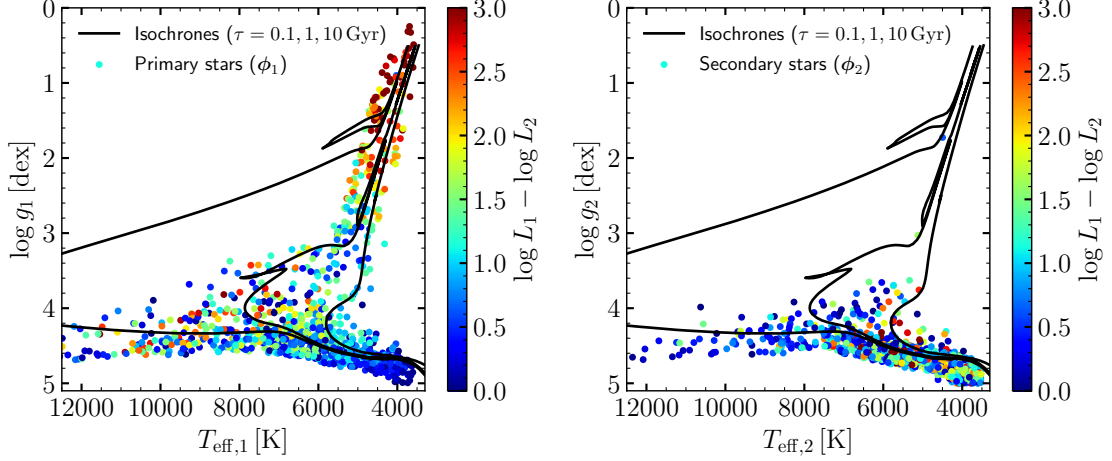 0
1
2
3
4
5
log g₁ [dex]
12000 10000 8000 6000 4000
T_eff,1 [K]
Isochrones (τ = 0.1, 1, 10 Gyr)
Primary stars (ϕ₁)
3.0
2.5
2.0
1.5
1.0
0.5
0.0
log L₁ − log L₂
0
1
2
3
4
5
log g₂ [dex]
12000 10000 8000 6000 4000
T_eff,2 [K]
Isochrones (τ = 0.1, 1, 10 Gyr)
Secondary stars (ϕ₂)
3.0
2.5
2.0
1.5
1.0
0.5
0.0
log L₁ − log L₂